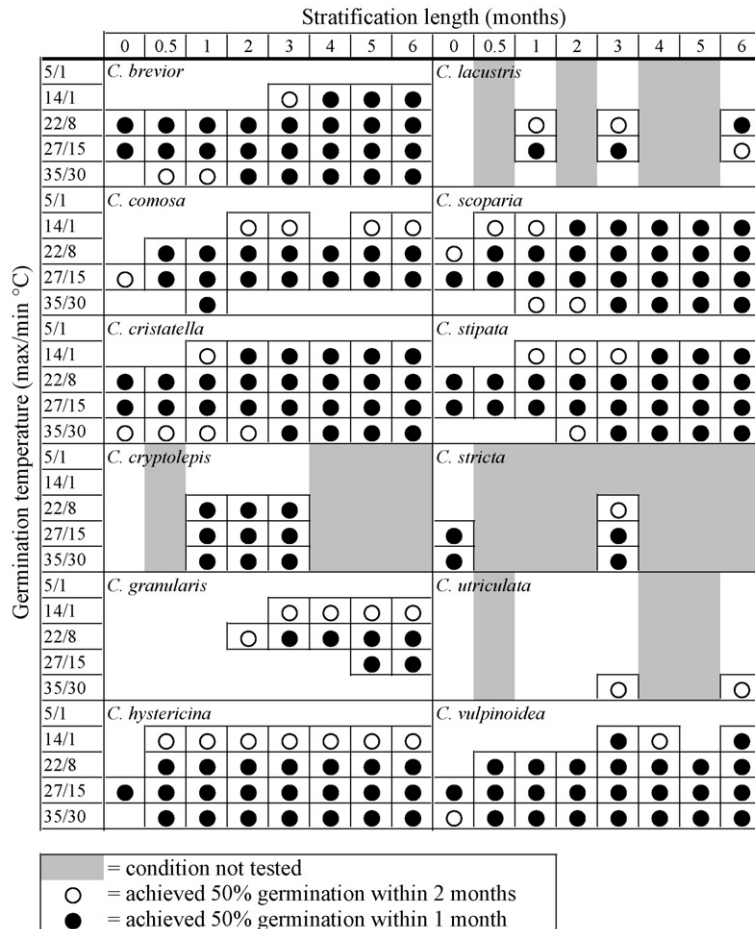 Stratification length (months)
0 0.5 1 2 3 4 5 6 0 0.5 1 2 3 4 5 6
Germination temperature (max/min °C)
5/1 C. brevior C. lacustris
14/1
22/8
27/15
35/30
5/1 C. comosa C. scoparia
14/1
22/8
27/15
35/30
5/1 C. cristatella C. stipata
14/1
22/8
27/15
35/30
5/1 C. cryptolepis C. stricta
14/1
22/8
27/15
35/30
5/1 C. granularis C. utriculata
14/1
22/8
27/15
35/30
5/1 C. hystericina C. vulpinoidea
14/1
22/8
27/15
35/30
= condition not tested
= achieved 50% germination within 2 months
= achieved 50% germination within 1 month